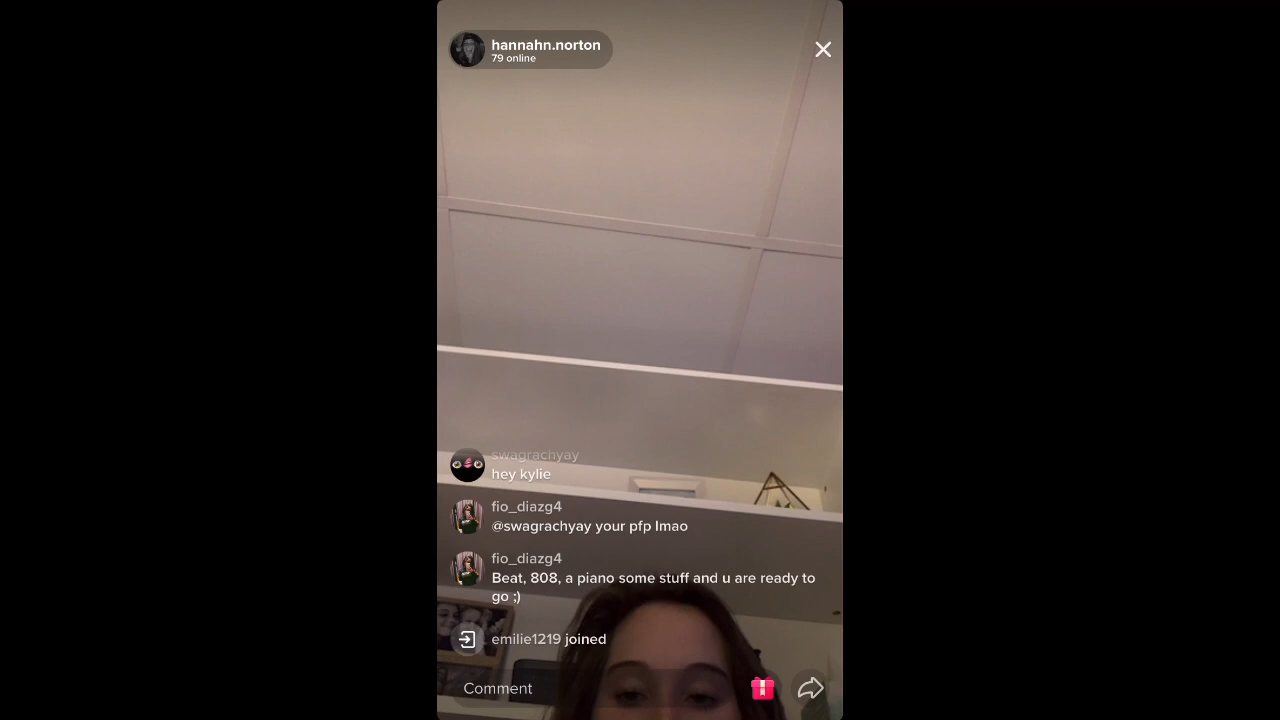 hannahn.norton
79 online
swagrachyay
hey kylie
fio_diazg4
@swagrachyay your pfp lmao
fio_diazg4
Beat, 808, a piano some stuff and u are ready to
go ;)
emilie1219 joined
Comment